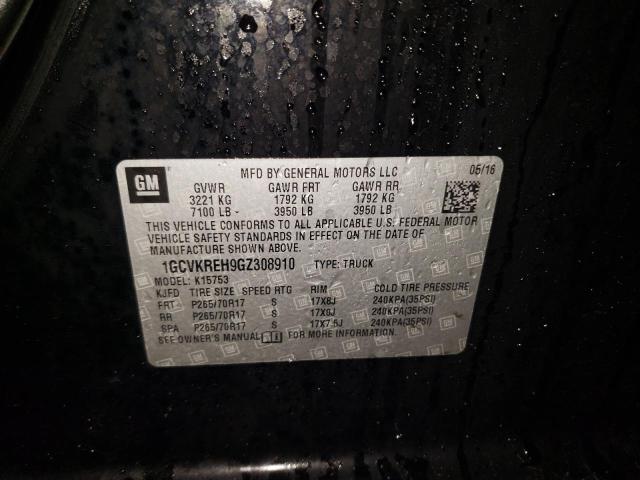 GM
MFD BY GENERAL MOTORS LLC 05/16
GVWR GAWR FRT GAWR RR
3221 KG 1792 KG 1792 KG
7100 LB 3950 LB 3950 LB
THIS VEHICLE CONFORMS TO ALL APPLICABLE U.S. FEDERAL MOTOR
VEHICLE SAFETY STANDARDS IN EFFECT ON THE DATE OF
MANUFACTURE SHOWN ABOVE.
1GCVKREH9GZ308910 TYPE: TRUCK
MODEL: K15753
KJFD TIRE SIZE SPEED RTG RIM COLD TIRE PRESSURE
FRT P265/70R17 S 17X8J 240KPA(35PSI)
RR P265/70R17 S 17X8J 240KPA(35PSI)
SPA P265/70R17 S 17X7.5J 240KPA(35PSI)
SEE OWNER'S MANUAL FOR MORE INFORMATION.